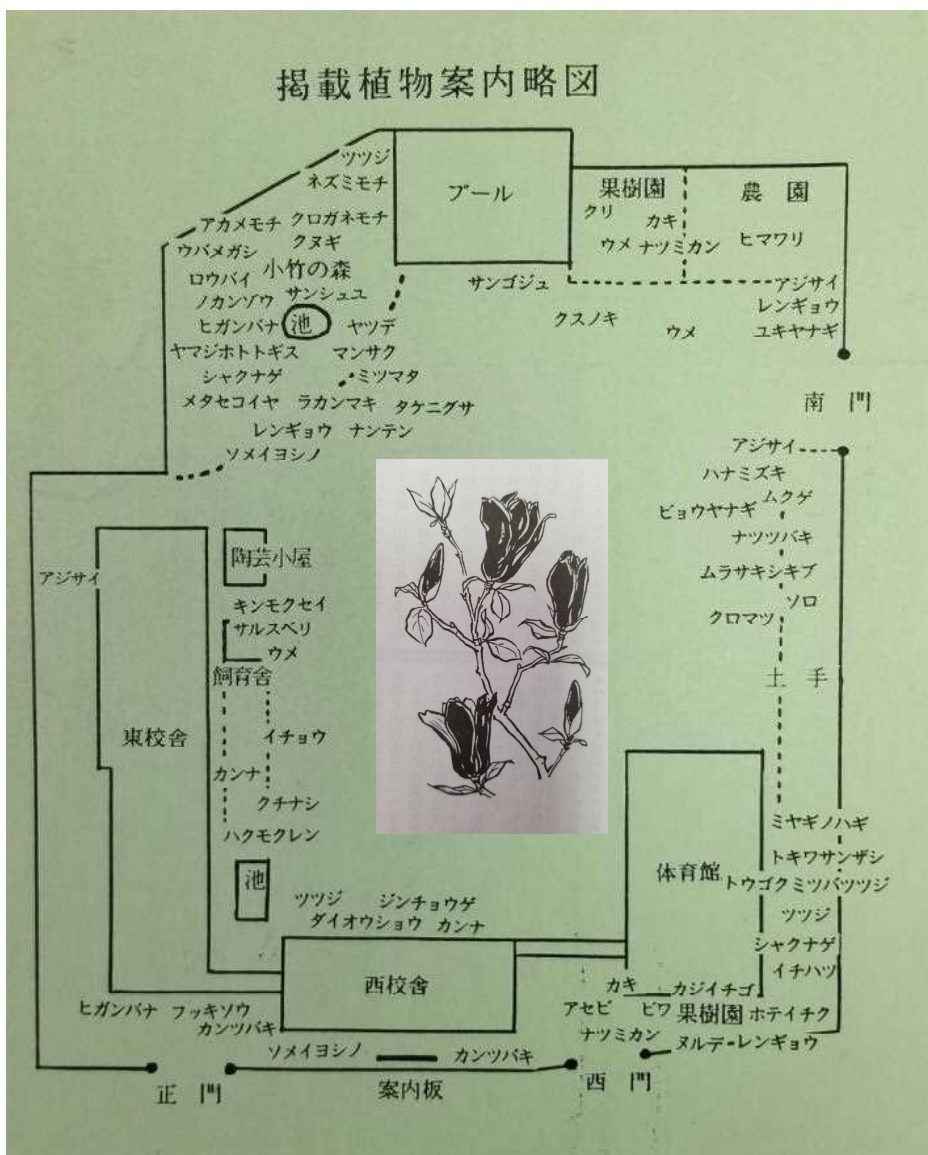 掲載植物案内略図
ツツジ
ネズミモチ
プール
果樹園
クリ
カキ
ウメ ナツミカン
農園
ヒマワリ
アカメモチ クロガネモチ
ウバメガシ クヌギ
ロウバイ 小竹の森
ノカンゾウ サンシュユ
ヒガンバナ 池 ヤツデ
ヤマジホトトギス マンサク
シャクナゲ ミツマタ
メタセコイヤ ラカンマキ タケニグサ
レンギョウ ナンテン
ソメイヨシノ
サンゴジュ
クスノキ
ウメ
アジサイ
レンギョウ
ユキヤナギ
南門
アジサイ
ハナミズキ
ムクゲ
ビョウヤナギ
ナツツバキ
ムラサキシキブ
ソロ
クロマツ
土手
陶芸小屋
アジサイ
キンモクセイ
サルスベリ
ウメ
飼育舎
東校舎
イチョウ
カンナ
クチナシ
ハクモクレン
池
ツツジ ジンチョウゲ
ダイオウショウ カンナ
体育館
ミヤギノハギ
トキワサンザシ
トウゴクミツバツツジ
ツツジ
シャクナゲ
イチハツ
西校舎
カキ カジイチゴ
アセビ ビワ 果樹園 ホテイチク
ナツミカン ヌルデ レンギョウ
ヒガンバナ フッキソウ
カンツバキ
ソメイヨシノ カンツバキ
正門 案内板 西門